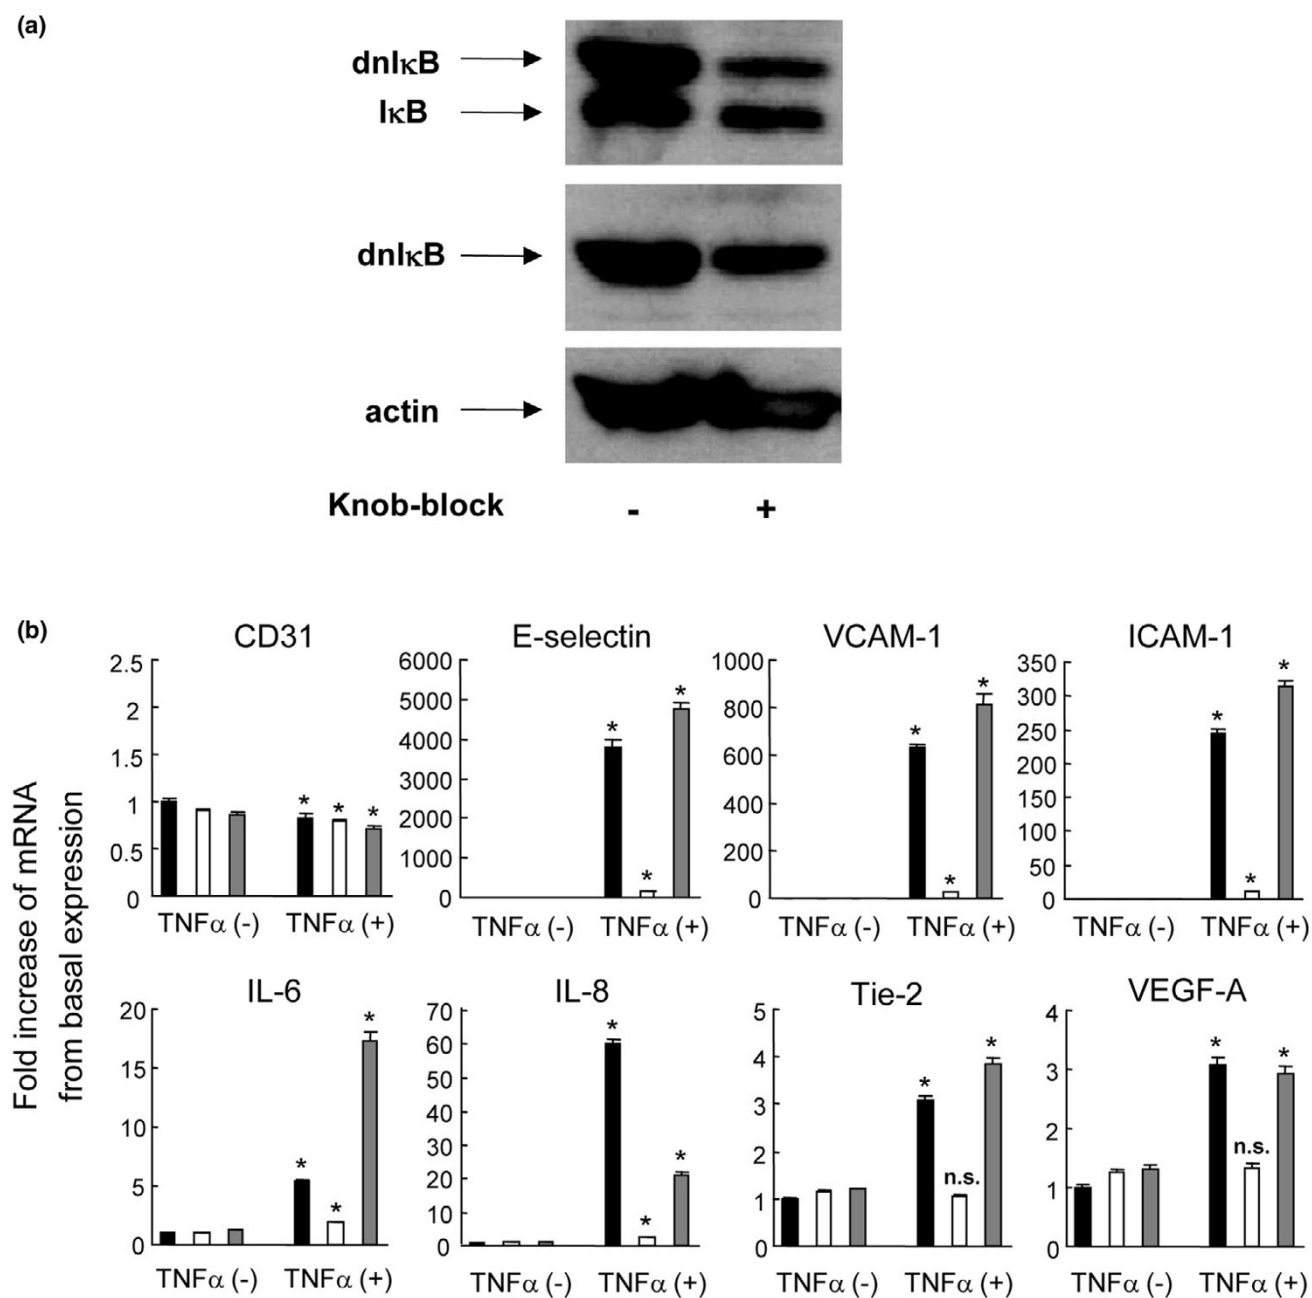 (a)
dnIκB
IκB
dnIκB
actin
Knob-block - +
(b)
Fold increase of mRNA
from basal expression
CD31
2.5
2
1.5
1
0.5
0
* * *
TNFα (-) TNFα (+)
E-selectin
6000
5000
4000
3000
2000
1000
0
* * *
TNFα (-) TNFα (+)
VCAM-1
1000
800
600
400
200
0
* * *
TNFα (-) TNFα (+)
ICAM-1
350
300
250
200
150
100
50
0
* * *
TNFα (-) TNFα (+)
IL-6
20
15
10
5
0
* * *
TNFα (-) TNFα (+)
IL-8
70
60
50
40
30
20
10
0
* * *
TNFα (-) TNFα (+)
Tie-2
5
4
3
2
1
0
* n.s. *
TNFα (-) TNFα (+)
VEGF-A
4
3
2
1
0
* n.s. *
TNFα (-) TNFα (+)